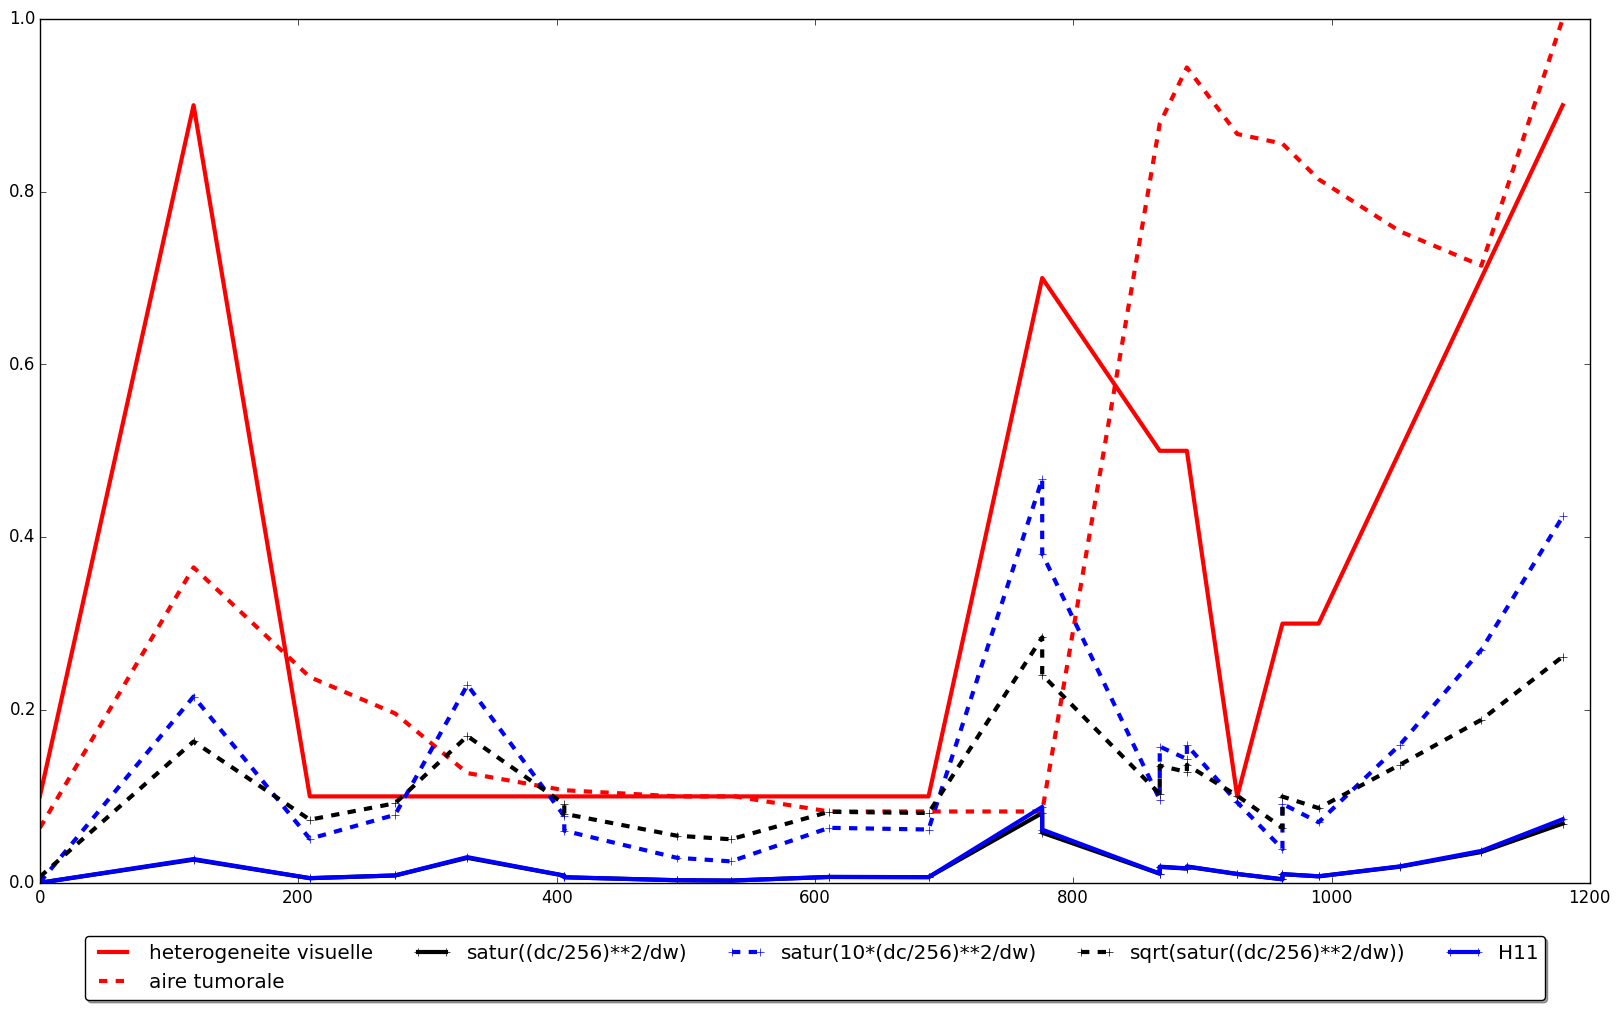 1.0
0.8
0.6
0.4
0.2
0.0
0 200 400 600 800 1000 1200
heterogeneite visuelle satur((dc/256)**2/dw) satur(10*(dc/256)**2/dw) sqrt(satur((dc/256)**2/dw)) H11
aire tumorale